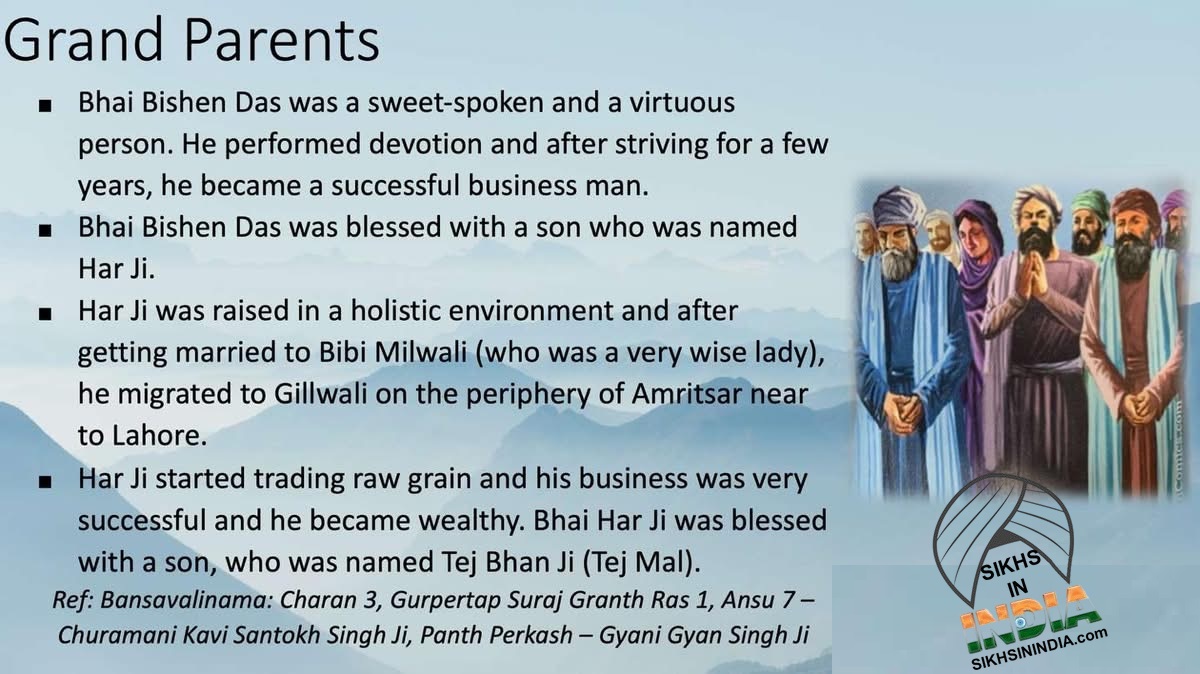 Grand Parents
▪ Bhai Bishen Das was a sweet-spoken and a virtuous
person. He performed devotion and after striving for a few
years, he became a successful business man.
▪ Bhai Bishen Das was blessed with a son who was named
Har Ji.
▪ Har Ji was raised in a holistic environment and after
getting married to Bibi Milwali (who was a very wise lady),
he migrated to Gillwali on the periphery of Amritsar near
to Lahore.
▪ Har Ji started trading raw grain and his business was very
successful and he became wealthy. Bhai Har Ji was blessed
with a son, who was named Tej Bhan Ji (Tej Mal).
Ref: Bansavalinama: Charan 3, Gurpertap Suraj Granth Ras 1, Ansu 7 –
Churamani Kavi Santokh Singh Ji, Panth Perkash – Gyani Gyan Singh Ji
SIKHS
IN
INDIA
SIKHSININDIA.com